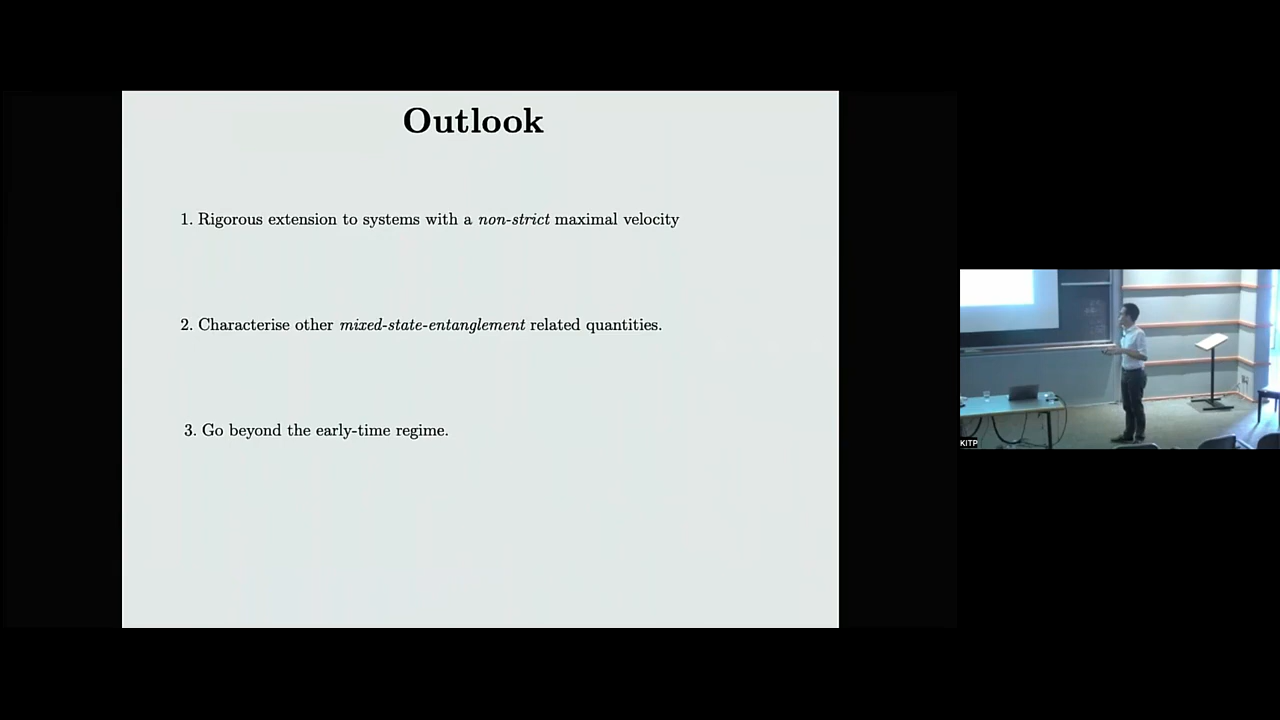 Outlook
1. Rigorous extension to systems with a non-strict maximal velocity
2. Characterise other mixed-state-entanglement related quantities.
3. Go beyond the early-time regime.
KITP